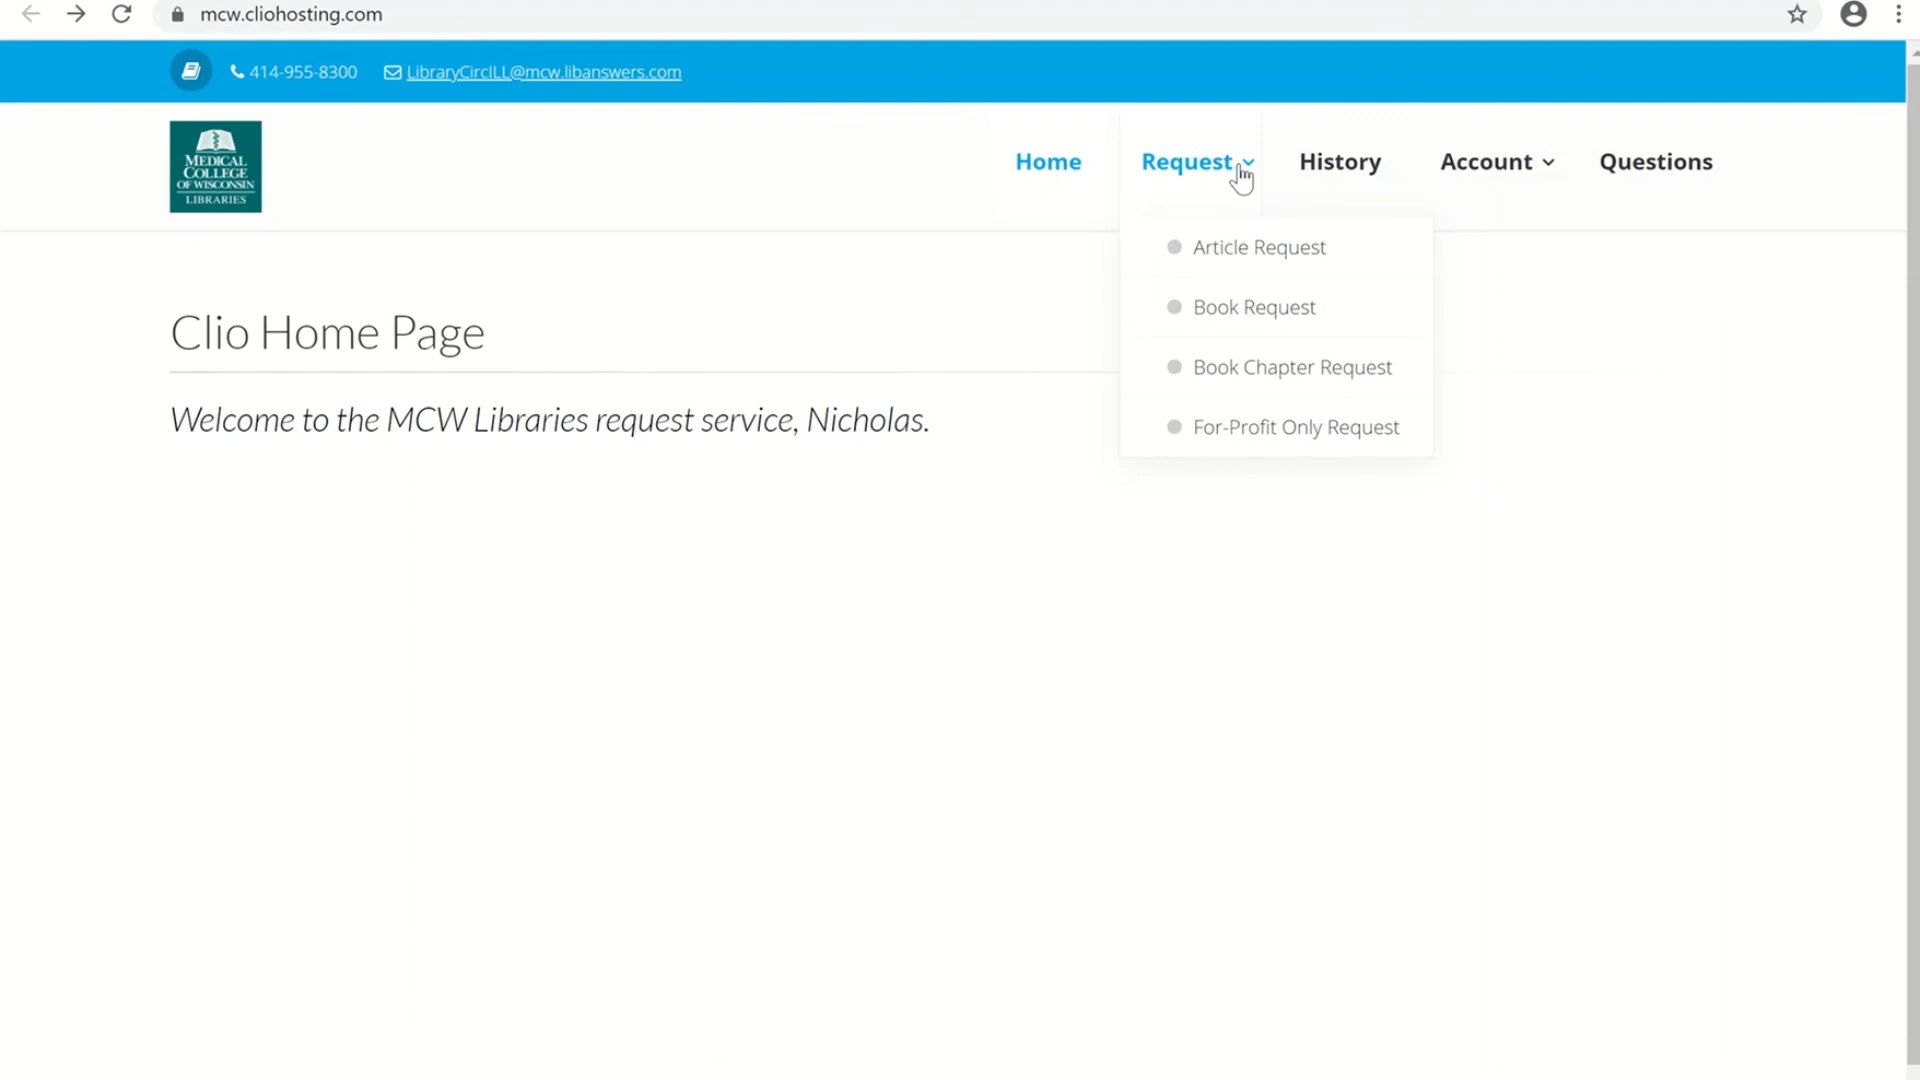 mcw.cliohosting.com
414-955-8300 LibraryCircILL@mcw.libanswers.com
MEDICAL
COLLEGE
OF WISCONSIN
LIBRARIES
Home Request History Account Questions
Article Request
Book Request
Book Chapter Request
For-Profit Only Request
Clio Home Page
Welcome to the MCW Libraries request service, Nicholas.